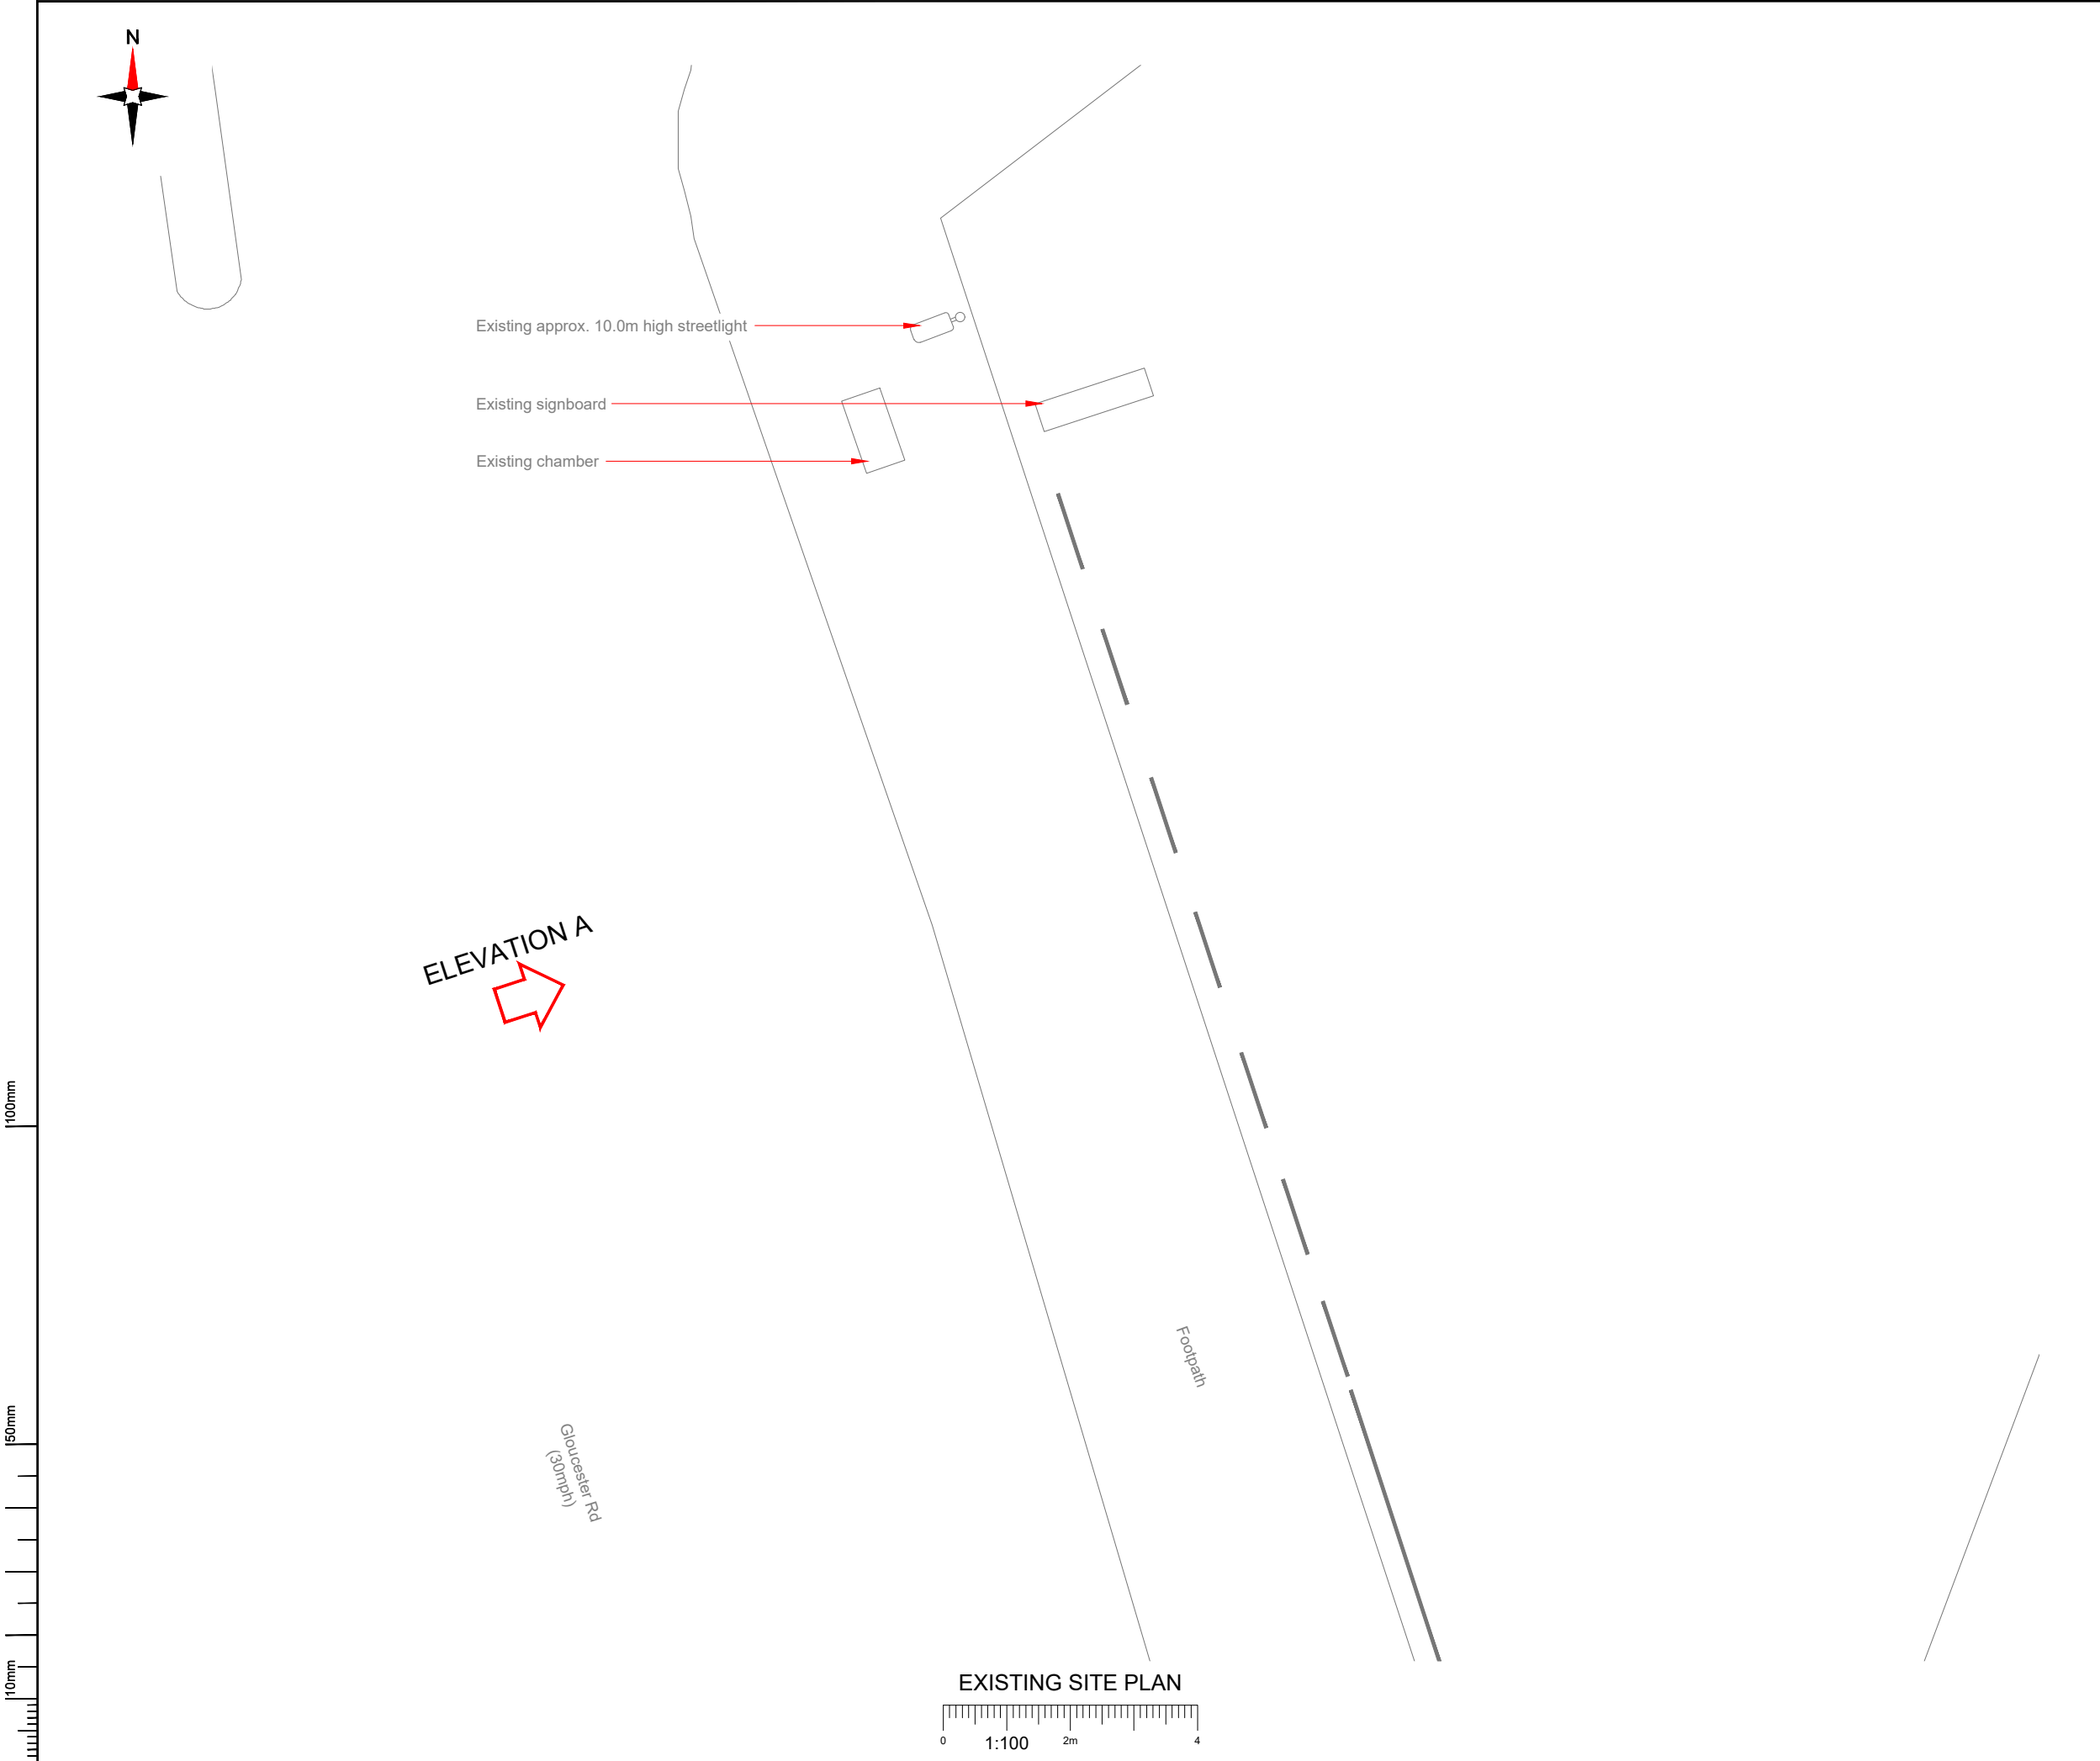 N
Existing approx. 10.0m high streetlight
Existing signboard
Existing chamber
ELEVATION A
100mm
50mm
10mm
Footpath
Gloucester Rd
(30mph)
EXISTING SITE PLAN
0
1:100
2m
4